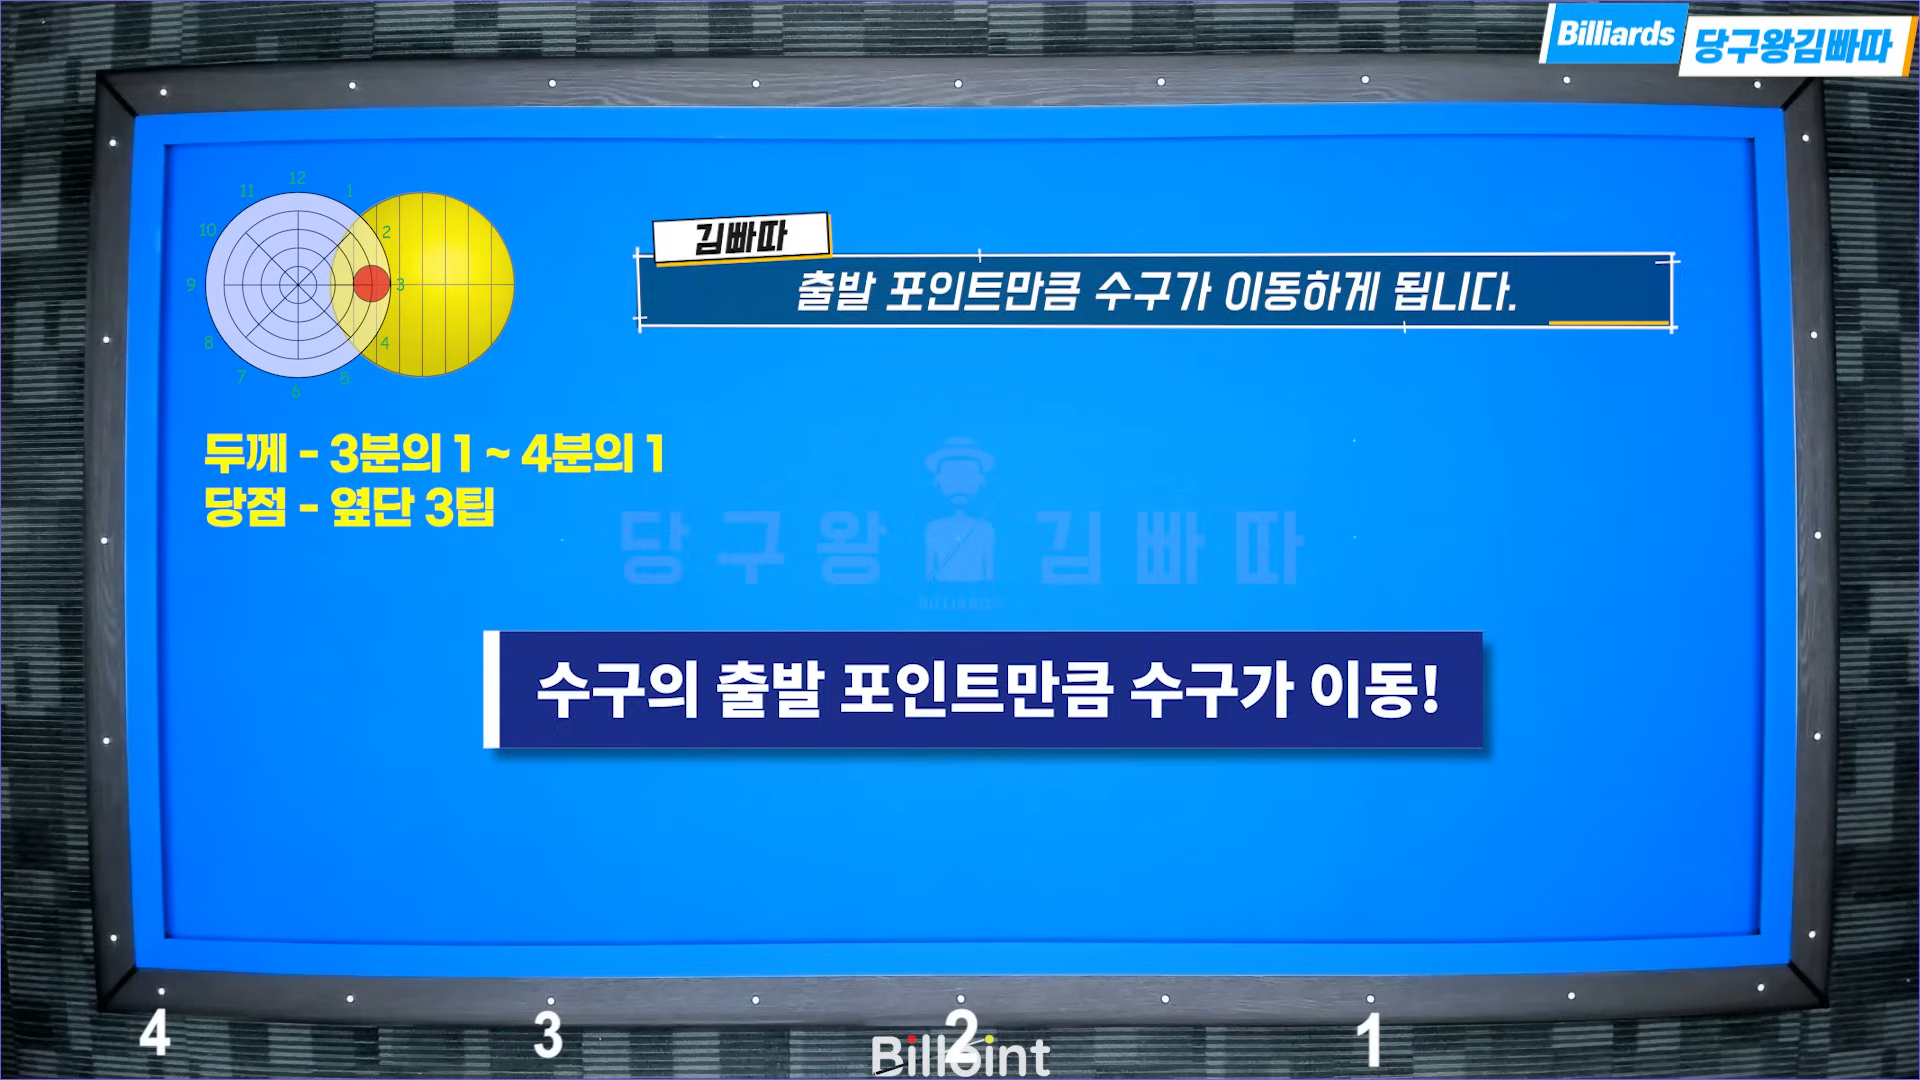 Billiards
당구왕김빠따
12
11
1
10
2
9
3
8
4
7
5
6
김빠따
출발 포인트만큼 수구가 이동하게 됩니다.
두께 - 3분의 1 ~ 4분의 1
당점 - 옆단 3팁
당구왕 김빠따
BILLIARDS
수구의 출발 포인트만큼 수구가 이동!
4
3
2
1
Billoint